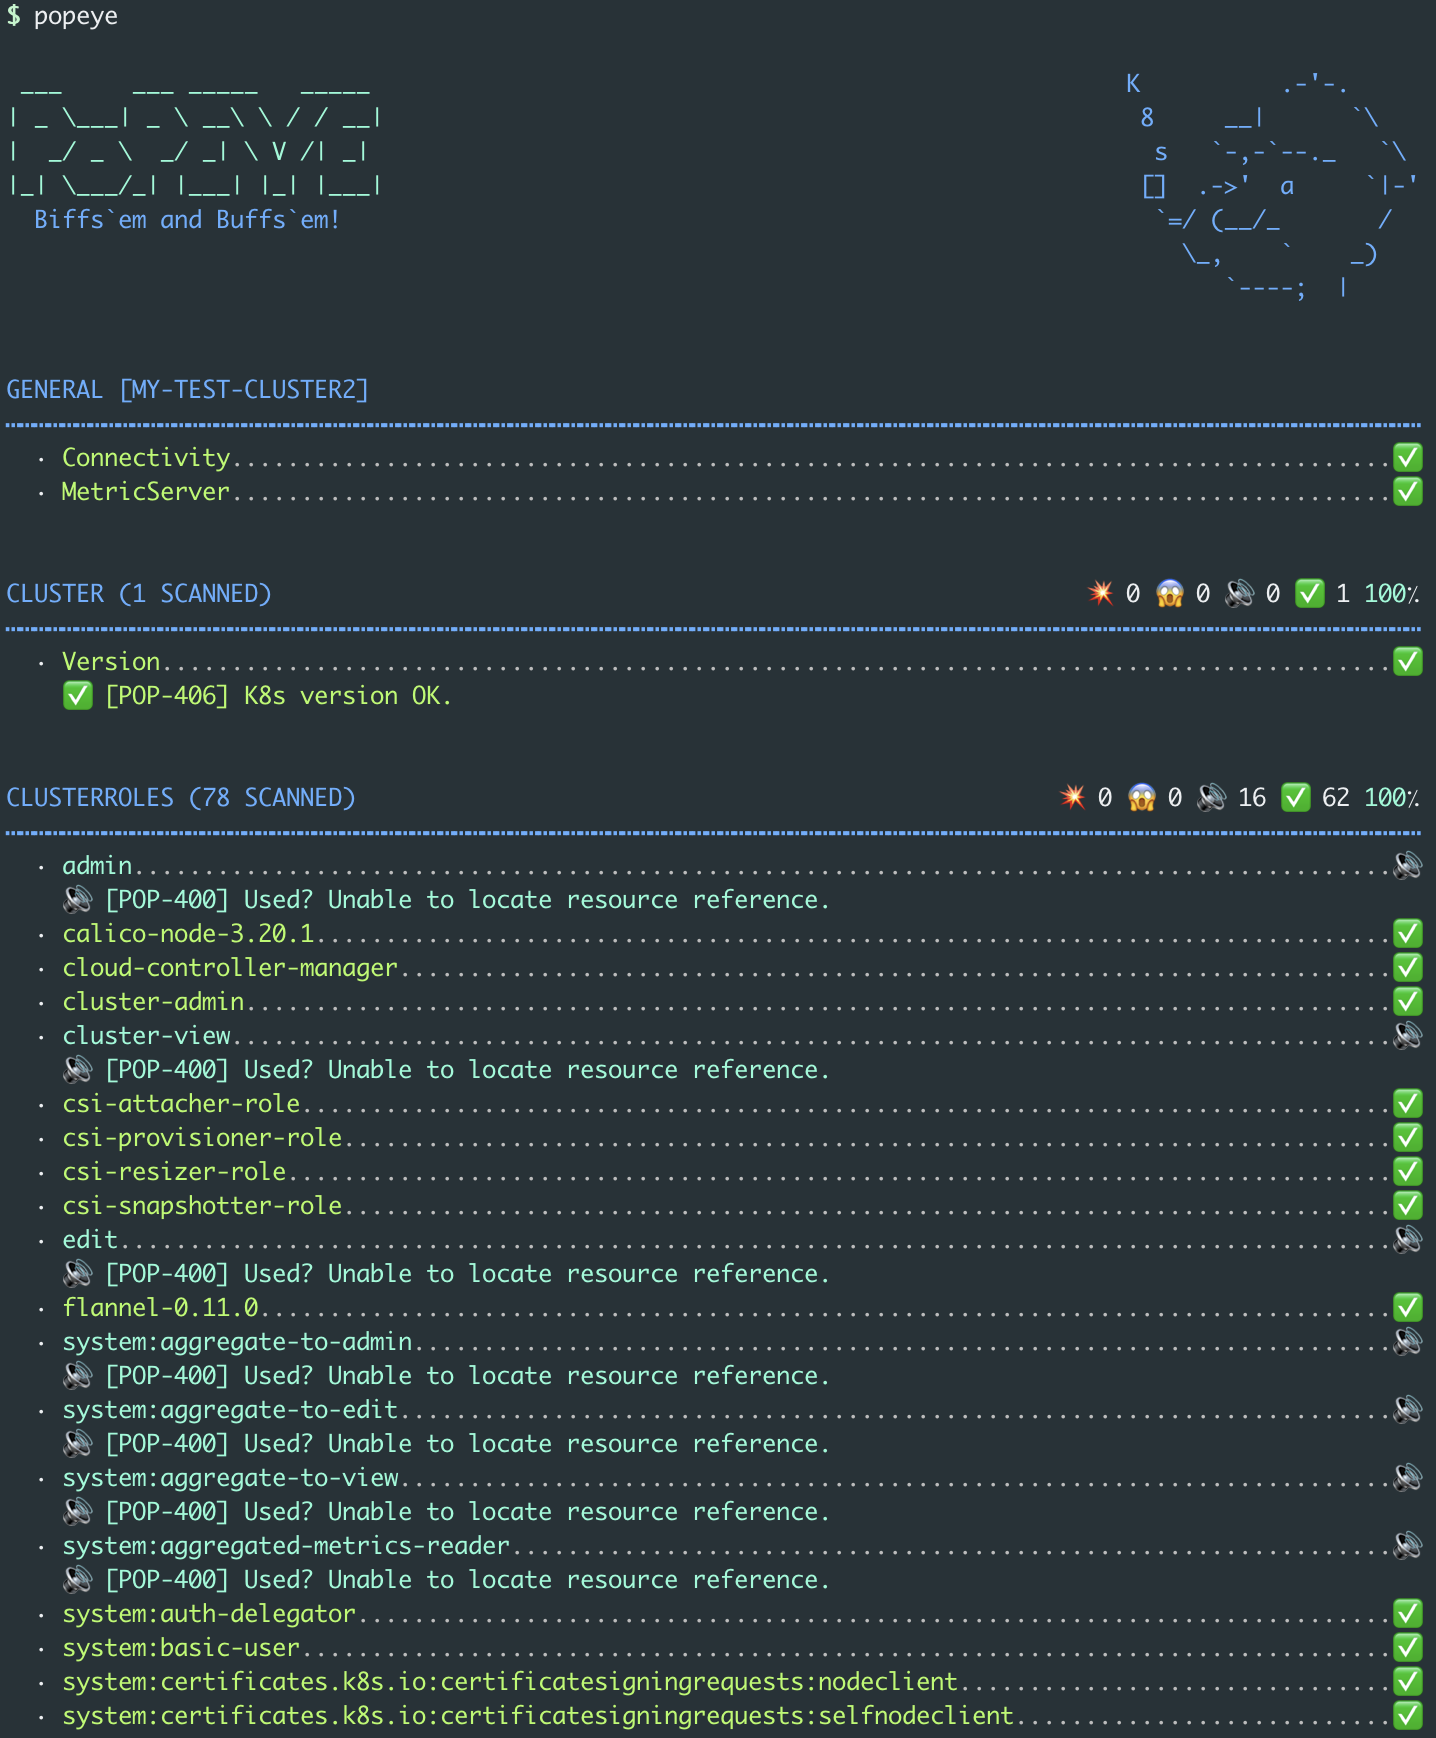 $ popeye
 ___     ___ _____   _____                                                      K          .-'-.
| _ \___| _ \ __\ \ / / __|                                                      8     __|      `\
|  _/ _ \  _/ _| \ V /| _|                                                        s   `-,-`--._   `\
|_| \___/_| |___| |_| |___|                                                      []  .->'  a     `|-'
  Biffs`em and Buffs`em!                                                          `=/ (__/_       /
                                                                                    \_,    `    _)
                                                                                       `----;  |
GENERAL [MY-TEST-CLUSTER2]
· Connectivity...................................................................................✅
· MetricServer...................................................................................✅
CLUSTER (1 SCANNED) 💥 0 😱 0 🔊 0 ✅ 1 100٪
· Version........................................................................................✅
✅ [POP-406] K8s version OK.
CLUSTERROLES (78 SCANNED) 💥 0 😱 0 🔊 16 ✅ 62 100٪
· admin..........................................................................................🔊
🔊 [POP-400] Used? Unable to locate resource reference.
· calico-node-3.20.1.............................................................................✅
· cloud-controller-manager.......................................................................✅
· cluster-admin..................................................................................✅
· cluster-view...................................................................................🔊
🔊 [POP-400] Used? Unable to locate resource reference.
· csi-attacher-role..............................................................................✅
· csi-provisioner-role...........................................................................✅
· csi-resizer-role...............................................................................✅
· csi-snapshotter-role...........................................................................✅
· edit...........................................................................................🔊
🔊 [POP-400] Used? Unable to locate resource reference.
· flannel-0.11.0.................................................................................✅
· system:aggregate-to-admin......................................................................🔊
🔊 [POP-400] Used? Unable to locate resource reference.
· system:aggregate-to-edit.......................................................................🔊
🔊 [POP-400] Used? Unable to locate resource reference.
· system:aggregate-to-view.......................................................................🔊
🔊 [POP-400] Used? Unable to locate resource reference.
· system:aggregated-metrics-reader...............................................................🔊
🔊 [POP-400] Used? Unable to locate resource reference.
· system:auth-delegator..........................................................................✅
· system:basic-user..............................................................................✅
· system:certificates.k8s.io:certificatesigningrequests:nodeclient...............................✅
· system:certificates.k8s.io:certificatesigningrequests:selfnodeclient...........................✅